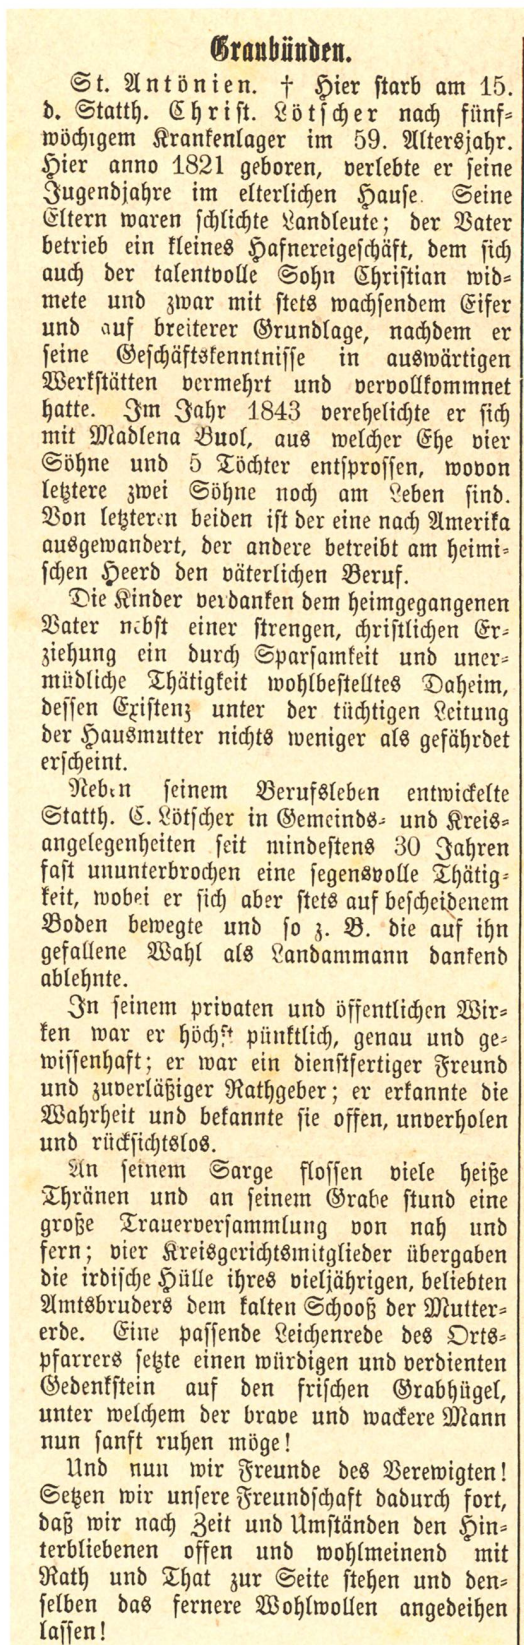 Graubünden.
St. Antönien. † Hier starb am 15.
d. Statth. Christ. Lötscher nach fünf-
wöchigem Krankenlager im 59. Altersjahr.
Hier anno 1821 geboren, verlebte er seine
Jugendjahre im elterlichen Hause. Seine
Eltern waren schlichte Landleute; der Vater
betrieb ein kleines Hafnereigeschäft, dem sich
auch der talentvolle Sohn Christian wid-
mete und zwar mit stets wachsendem Eifer
und auf breiterer Grundlage, nachdem er
seine Geschäftskenntnisse in auswärtigen
Werkstätten vermehrt und vervollkommnet
hatte. Im Jahr 1843 verehelichte er sich
mit Madlena Buol, aus welcher Ehe vier
Söhne und 5 Töchter entsprossen, wovon
letztere zwei Söhne noch am Leben sind.
Von letzteren beiden ist der eine nach Amerika
ausgewandert, der andere betreibt am heimi-
schen Heerd den väterlichen Beruf.
Die Kinder verdanken dem heimgegangenen
Vater nebst einer strengen, christlichen Er-
ziehung ein durch Sparsamkeit und uner-
müdliche Thätigkeit wohlbestelltes Daheim,
dessen Existenz unter der tüchtigen Leitung
der Hausmutter nichts weniger als gefährdet
erscheint.
Neben seinem Berufsleben entwickelte
Statth. C. Lötscher in Gemeinds- und Kreis-
angelegenheiten seit mindestens 30 Jahren
fast ununterbrochen eine segensvolle Thätig-
keit, wobei er sich aber stets auf bescheidenem
Boden bewegte und so z. B. die auf ihn
gefallene Wahl als Landammann dankend
ablehnte.
In seinem privaten und öffentlichen Wir-
ken war er höchst pünktlich, genau und ge-
wissenhaft; er war ein dienstfertiger Freund
und zuverläßiger Rathgeber; er erkannte die
Wahrheit und bekannte sie offen, unverholen
und rücksichtslos.
An seinem Sarge flossen viele heiße
Thränen und an seinem Grabe stund eine
große Trauerversammlung von nah und
fern; vier Kreisgerichtsmitglieder übergaben
die irdische Hülle ihres vieljährigen, beliebten
Amtsbruders dem kalten Schooß der Mutter-
erde. Eine passende Leichenrede des Orts-
pfarrers setzte einen würdigen und verdienten
Gedenkstein auf den frischen Grabhügel,
unter welchem der brave und wackere Mann
nun sanft ruhen möge!
Und nun wir Freunde des Verewigten!
Setzen wir unsere Freundschaft dadurch fort,
daß wir nach Zeit und Umständen den Hin-
terbliebenen offen und wohlmeinend mit
Rath und That zur Seite stehen und den-
selben das fernere Wohlwollen angedeihen
lassen!